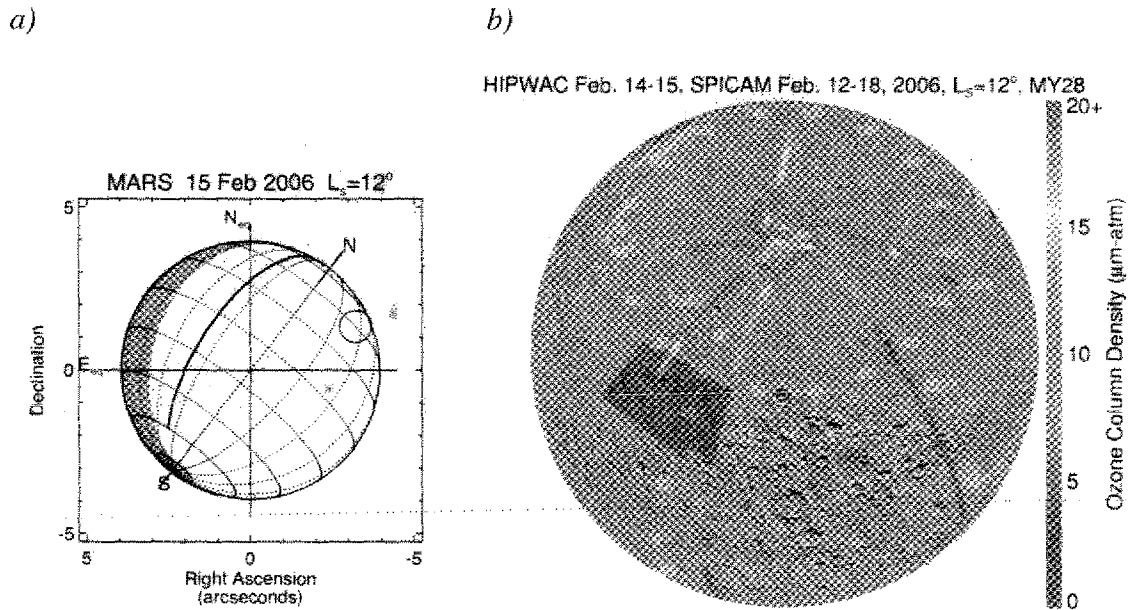 a)
b)
HIPWAC Feb. 14-15, SPICAM Feb. 12-18, 2006, Ls=12°, MY28
20+
15
10
5
0
Ozone Column Density (μm-atm)
MARS 15 Feb 2006 Ls=12°
5
0
-5
N
N
E
S
5
0
-5
Declination
Right Ascension
(arcseconds)